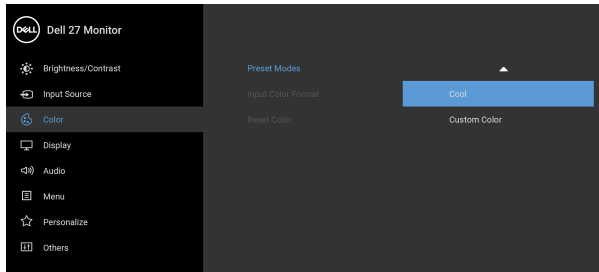 DELL Dell 27 Monitor
Brightness/Contrast Preset Modes
Input Source Input Color Format Cool
Color Reset Color Custom Color
Display
Audio
Menu
Personalize
Others